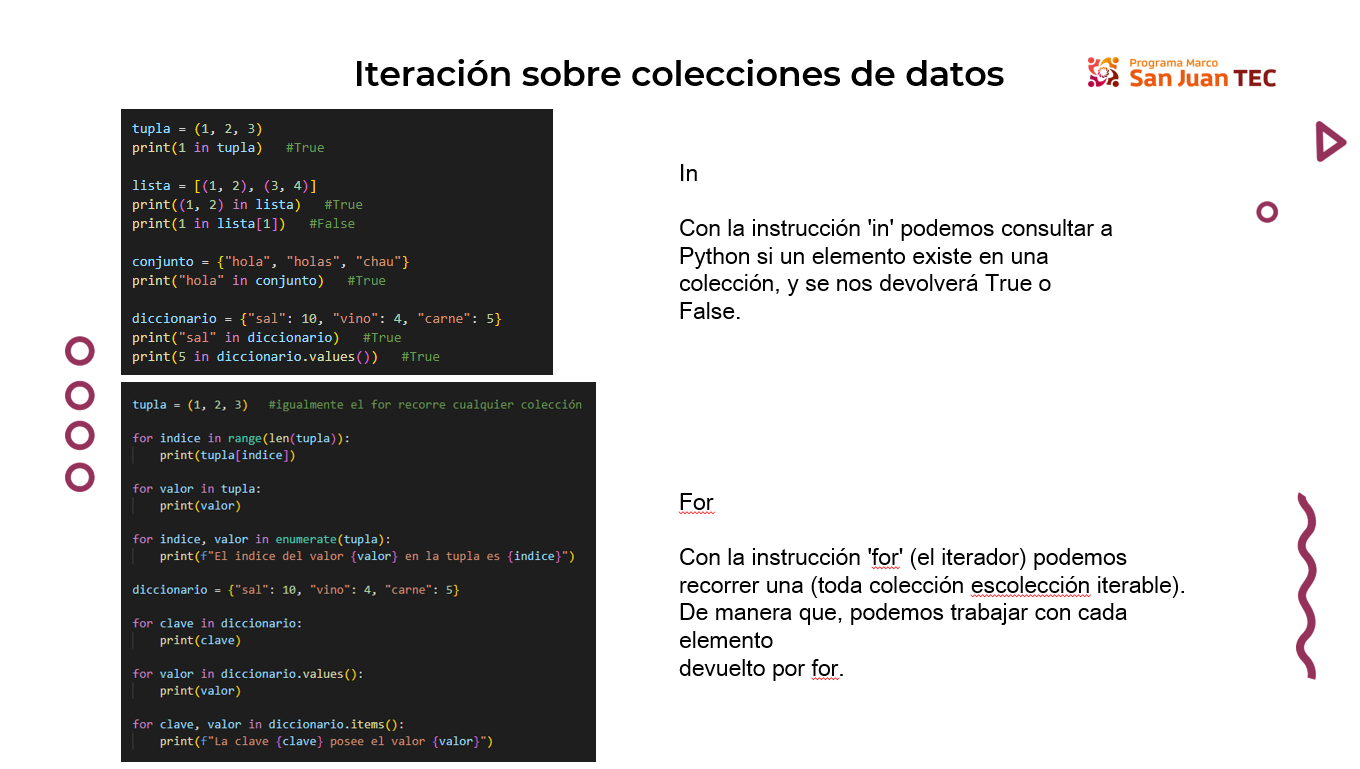 Iteración sobre colecciones de datos
Programa Marco
San Juan TEC
tupla = (1, 2, 3)
print(1 in tupla)   #True
lista = [(1, 2), (3, 4)]
print((1, 2) in lista)   #True
print(1 in lista[1])   #False
conjunto = {"hola", "holas", "chau"}
print("hola" in conjunto)   #True
diccionario = {"sal": 10, "vino": 4, "carne": 5}
print("sal" in diccionario)   #True
print(5 in diccionario.values())   #True
In
Con la instrucción 'in' podemos consultar a
Python si un elemento existe en una
colección, y se nos devolverá True o
False.
tupla = (1, 2, 3)   #igualmente el for recorre cualquier colección
for indice in range(len(tupla)):
    print(tupla[indice])
for valor in tupla:
    print(valor)
for indice, valor in enumerate(tupla):
    print(f"El indice del valor {valor} en la tupla es {indice}")
diccionario = {"sal": 10, "vino": 4, "carne": 5}
for clave in diccionario:
    print(clave)
for valor in diccionario.values():
    print(valor)
for clave, valor in diccionario.items():
    print(f"La clave {clave} posee el valor {valor}")
For
Con la instrucción 'for' (el iterador) podemos
recorrer una (toda colección escolección iterable).
De manera que, podemos trabajar con cada
elemento
devuelto por for.